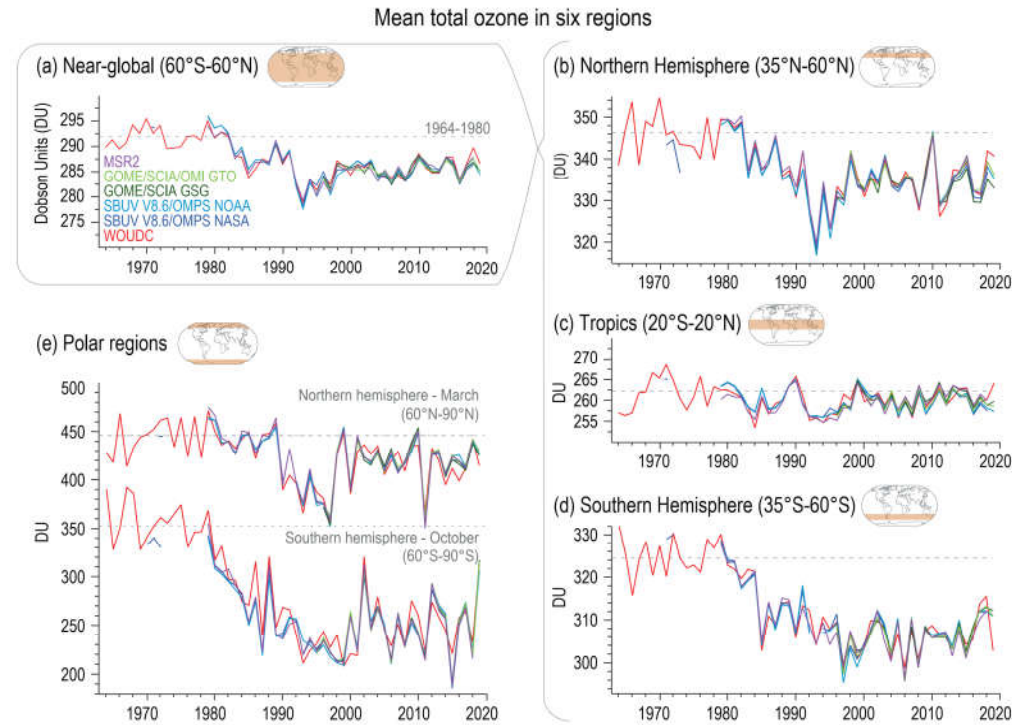 Mean total ozone in six regions
(a) Near-global (60°S-60°N)
Dobson Units (DU)
295
290
285
280
275
1964-1980
MSR2
GOME/SCIA/OMI GTO
GOME/SCIA GSG
SBUV V8.6/OMPS NOAA
SBUV V8.6/OMPS NASA
WOUDC
1970 1980 1990 2000 2010 2020
(b) Northern Hemisphere (35°N-60°N)
(DU)
350
340
330
320
1970 1980 1990 2000 2010 2020
(c) Tropics (20°S-20°N)
DU
270
265
260
255
1970 1980 1990 2000 2010 2020
(d) Southern Hemisphere (35°S-60°S)
DU
330
320
310
300
1970 1980 1990 2000 2010 2020
(e) Polar regions
DU
500
450
400
350
300
250
200
Northern hemisphere - March
(60°N-90°N)
Southern hemisphere - October
(60°S-90°S)
1970 1980 1990 2000 2010 2020